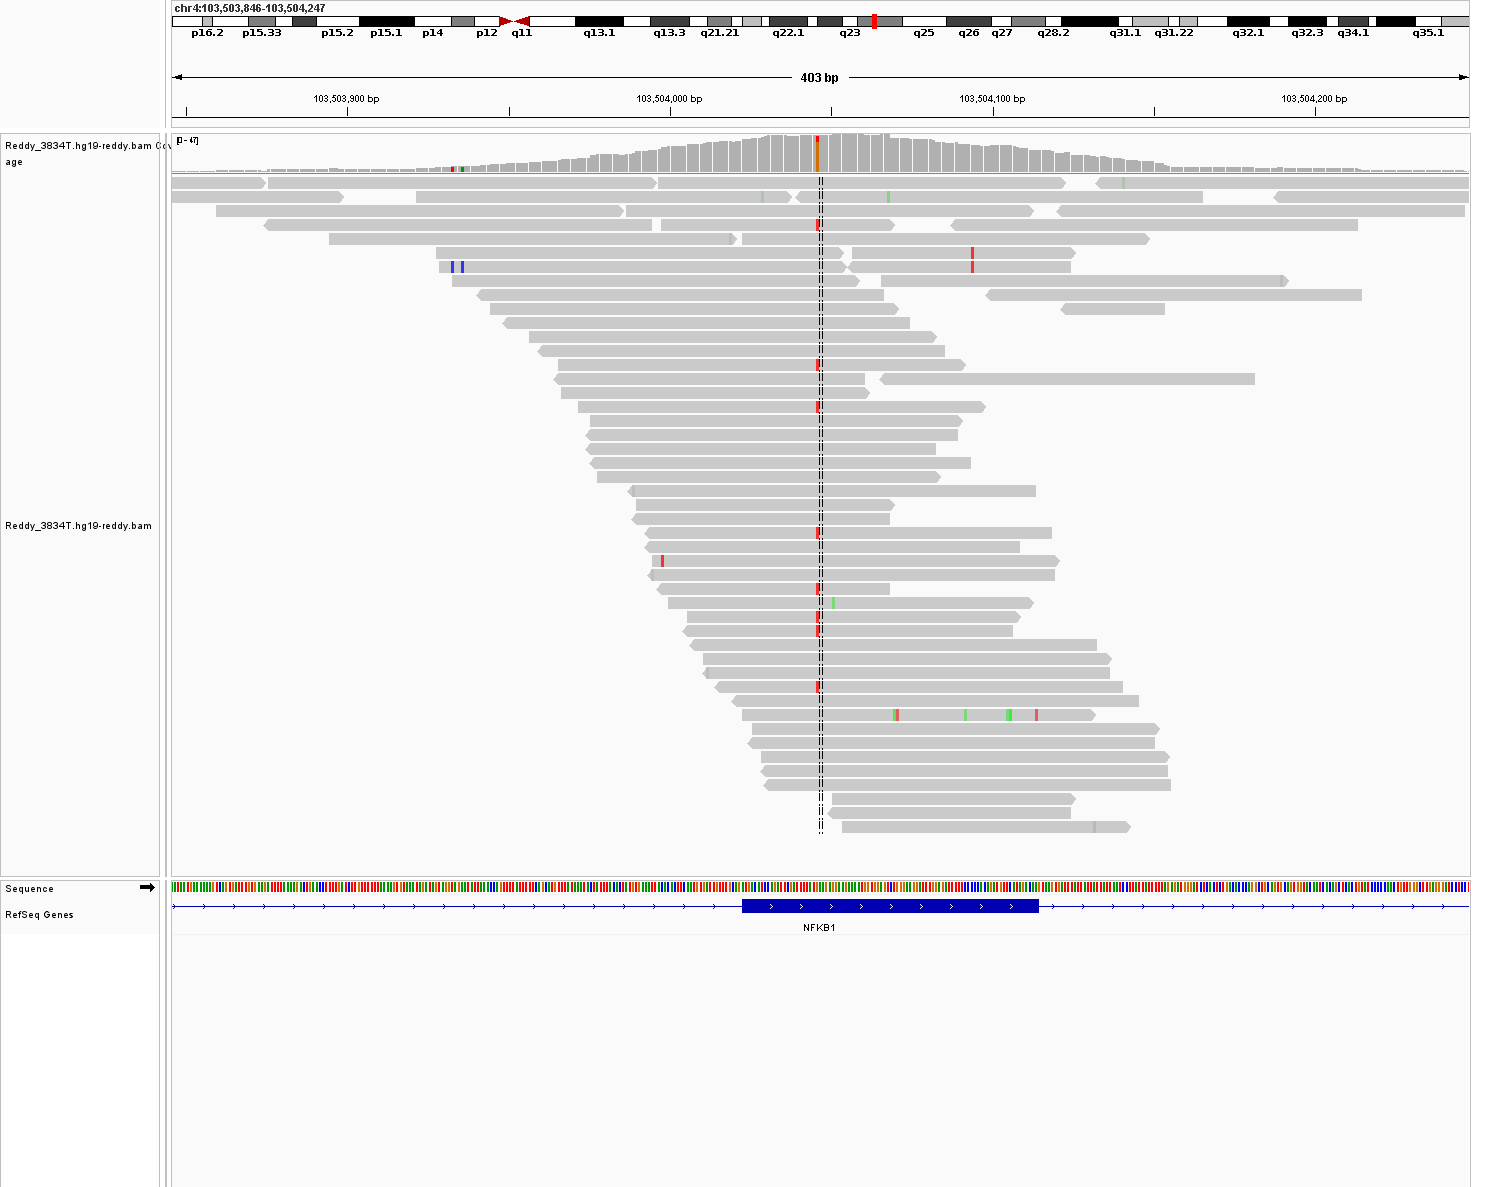 chr4:103,503,846-103,504,247
p16.2 p15.33 p15.2 p15.1 p14 p12 q11 q13.1 q13.3 q21.21 q22.1 q23 q25 q26 q27 q28.2 q31.1 q31.22 q32.1 q32.3 q34.1 q35.1
403 bp
103,503,900 bp 103,504,000 bp 103,504,100 bp 103,504,200 bp
Reddy_3834T.hg19-reddy.bam Cov
age
[0 - 47]
Reddy_3834T.hg19-reddy.bam
Sequence
RefSeq Genes
NFKB1